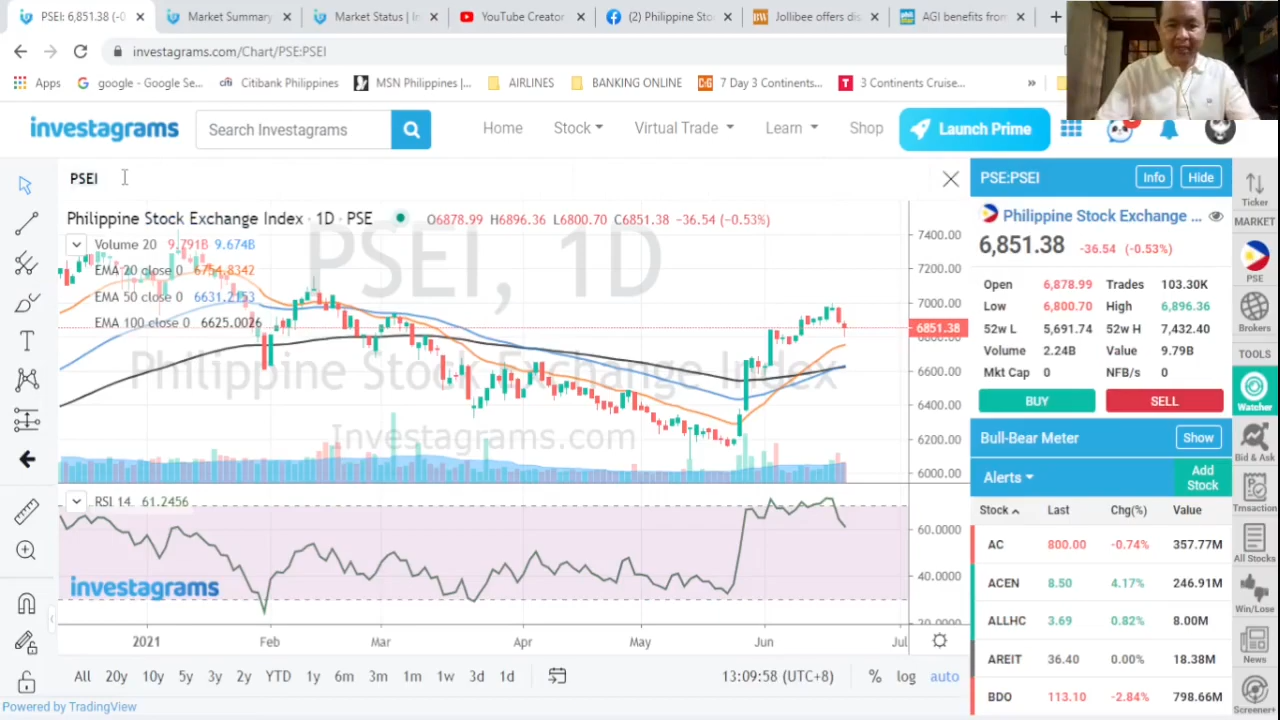 PSEI: 6,851.38 (-0
Market Summary
Market Status | In
YouTube Creator
(2) Philippine Sto
Jollibee offers dis
AGI benefits from
investagrams.com/Chart/PSE:PSEI
Apps
google - Google Se...
Citibank Philippines
MSN Philippines |...
AIRLINES
BANKING ONLINE
7 Day 3 Continents...
3 Continents Cruise...
»
investagrams
Search Investagrams
Home
Stock
Virtual Trade
Learn
Shop
Launch Prime
PSEI
Philippine Stock Exchange Index · 1D · PSE
O6878.99 H6896.36 L6800.70 C6851.38 -36.54 (-0.53%)
Volume 20 9.791B 9.674B
EMA 20 close 0 6754.8342
EMA 50 close 0 6631.2153
EMA 100 close 0 6625.0026
PSEI, 1D
Philippine Stock Exchange Index
Investagrams.com
7400.00
7200.00
7000.00
6851.38
6800.00
6600.00
6400.00
6200.00
6000.00
RSI 14 61.2456
60.0000
40.0000
20.0000
investagrams
2021
Feb
Mar
Apr
May
Jun
Jul
All
20y
10y
5y
3y
2y
YTD
1y
6m
3m
1m
1w
3d
1d
13:09:58 (UTC+8)
%
log
auto
Powered by TradingView
PSE:PSEI
Info
Hide
Philippine Stock Exchange ...
6,851.38 -36.54 (-0.53%)
Open 6,878.99 Trades 103.30K
Low 6,800.70 High 6,896.36
52w L 5,691.74 52w H 7,432.40
Volume 2.24B Value 9.79B
Mkt Cap 0 NFB/s 0
BUY
SELL
Bull-Bear Meter
Show
Alerts
Add
Stock
Stock Last Chg(%) Value
AC 800.00 -0.74% 357.77M
ACEN 8.50 4.17% 246.91M
ALLHC 3.69 0.82% 8.00M
AREIT 36.40 0.00% 18.38M
BDO 113.10 -2.84% 798.66M
Ticker
MARKET
PSE
Brokers
TOOLS
Watcher
Bid & Ask
Trnsaction
All Stocks
Win/Lose
News
Screener+